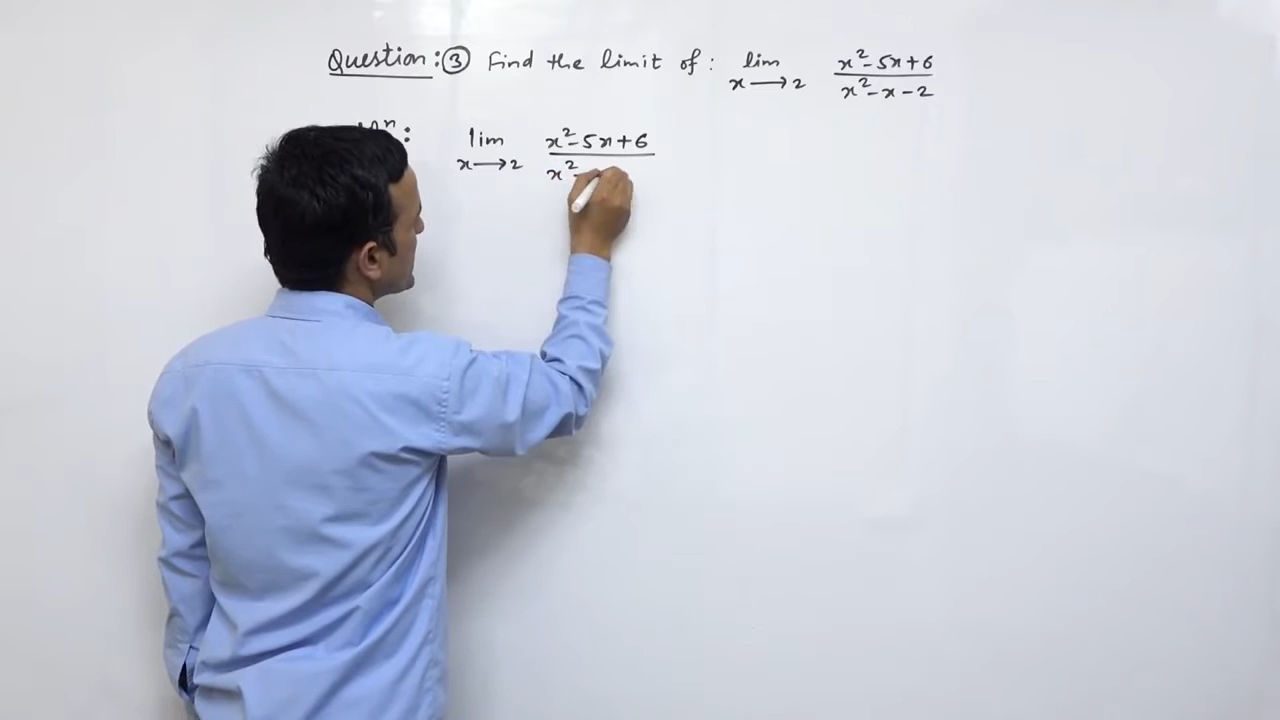 Question: ③ Find the limit of: lim x→2 x²-5x+6 / x²-x-2
lim x→2 x²-5x+6 / x²-